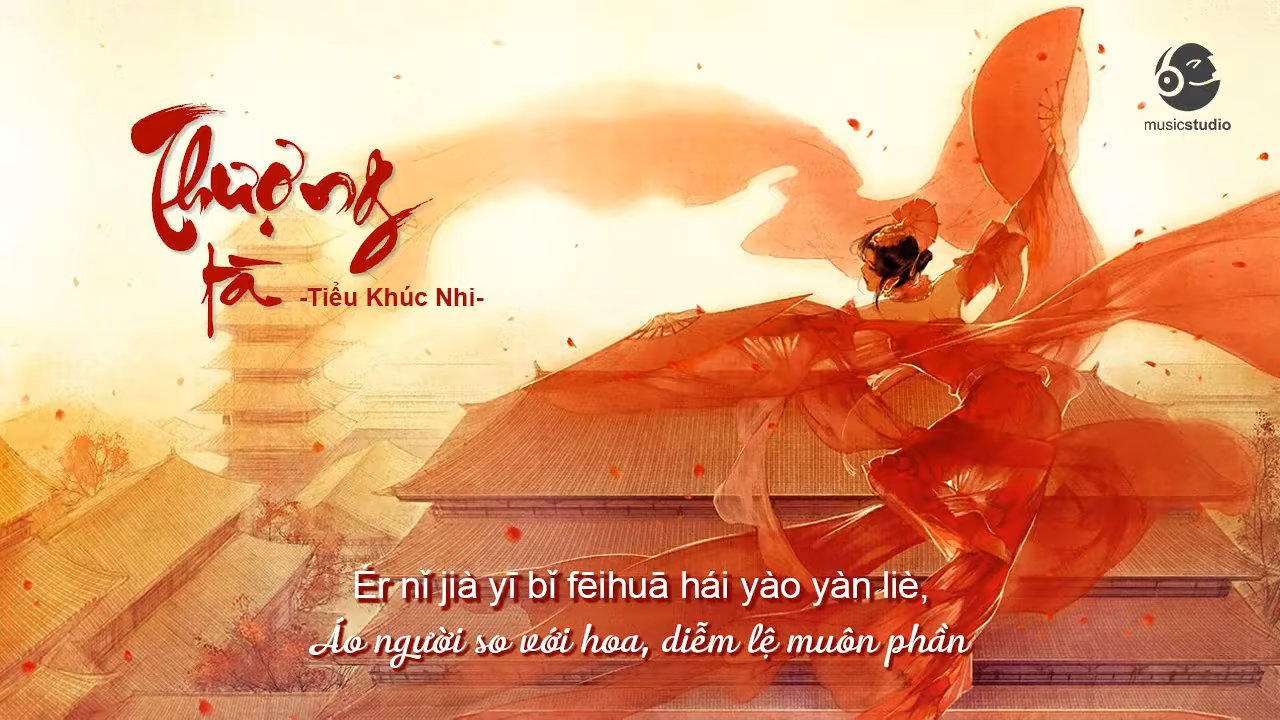 Thượng
tà
-Tiểu Khúc Nhi-
musicstudio
Ér nǐ jià yī bǐ fēihuā hái yào yàn liè,
Áo người so với hoa, diễm lệ muôn phần